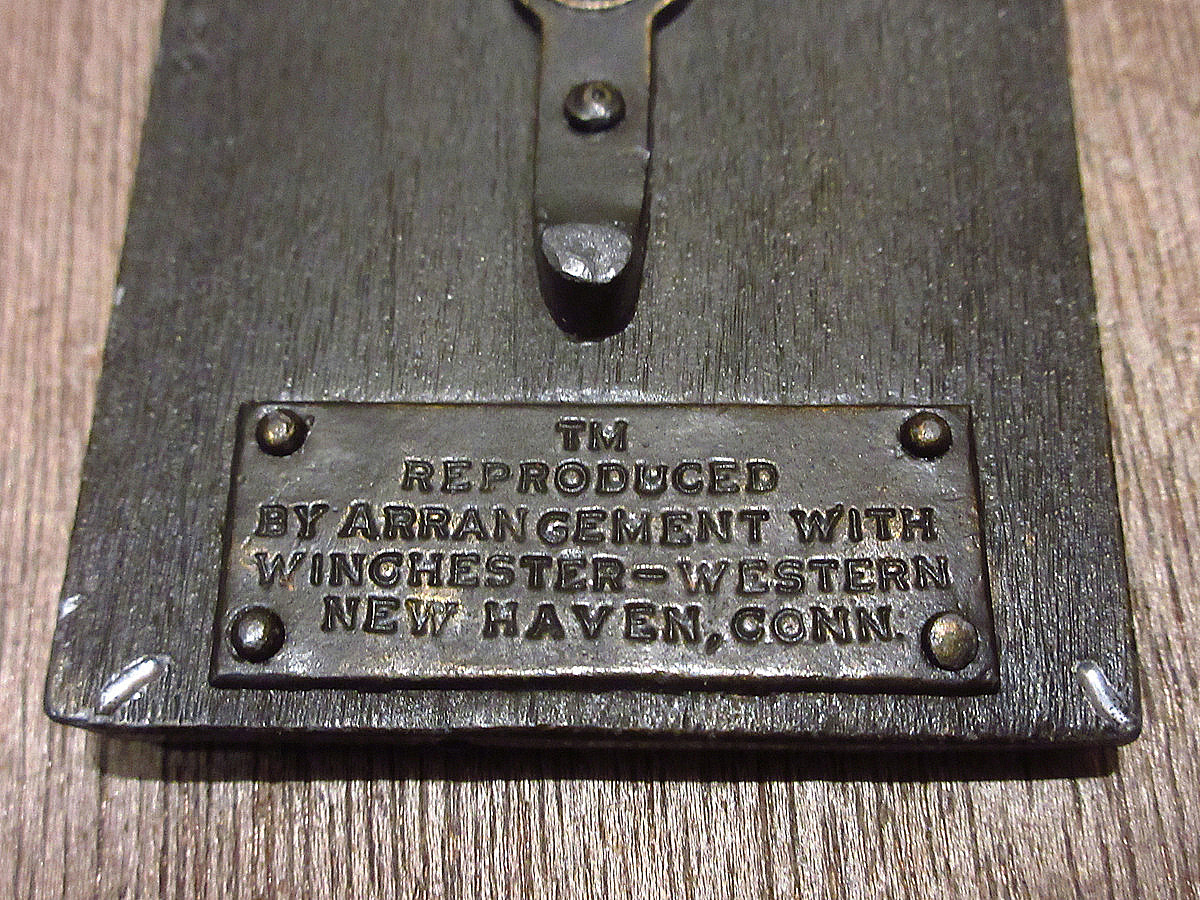 TM
REPRODUCED
BY ARRANGEMENT WITH
WINCHESTER-WESTERN
NEW HAVEN, CONN.